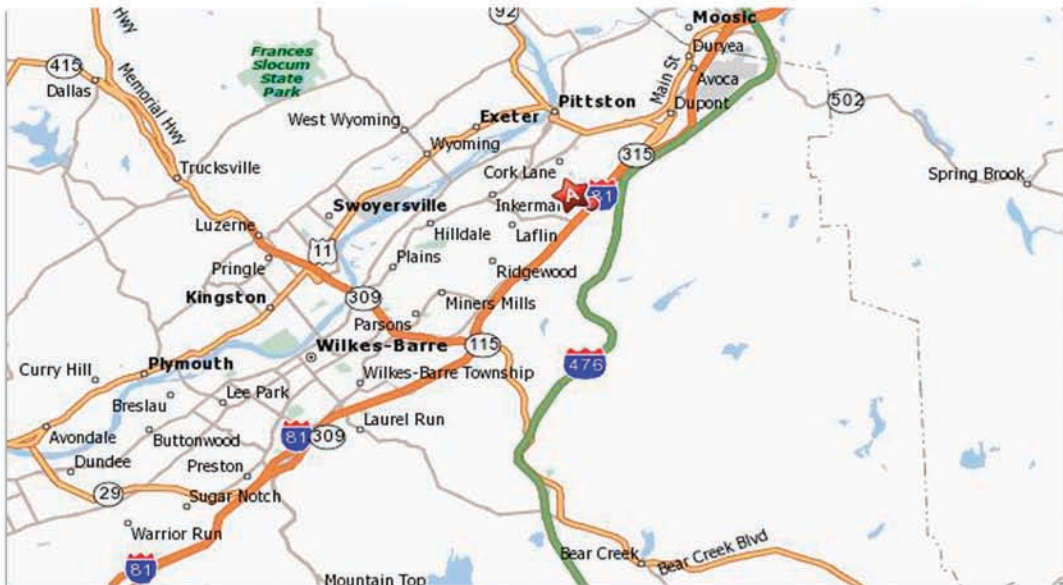 Hwy
92
Moosic
Frances
Slocum
State
Park
Duryea
415
Dallas
Memorial Hwy
Main St
Avoca
Pittston
Dupont
502
West Wyoming
Exeter
Wyoming
315
Trucksville
Cork Lane
Spring Brook
A
81
Inkerman
Swoyersville
Luzerne
Hilldale
Laflin
11
Pringle
Plains
Ridgewood
Kingston
309
Miners Mills
Parsons
Wilkes-Barre
115
Plymouth
476
Curry Hill
Wilkes-Barre Township
Lee Park
Breslau
Laurel Run
Avondale
Buttonwood
81
309
Dundee
Preston
29
Sugar Notch
Warrior Run
Bear Creek
Bear Creek Blvd
81
Mountain Top